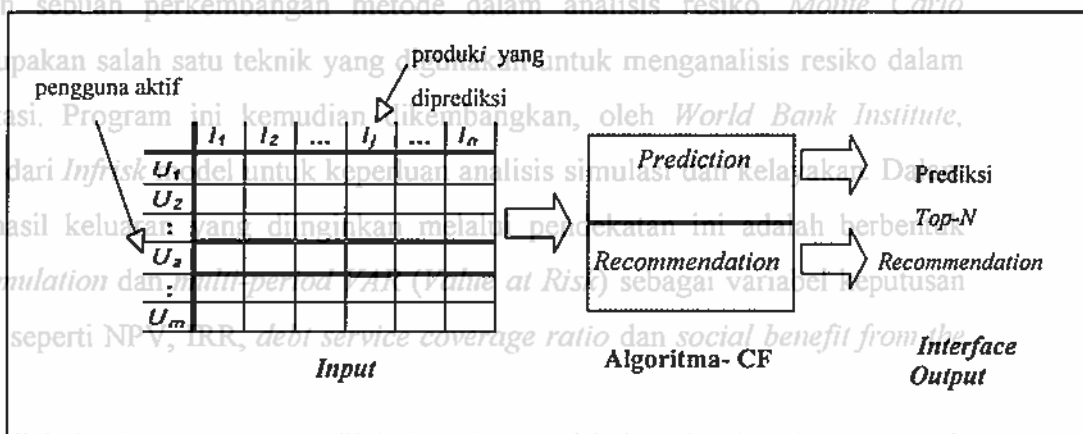 sebuah perkembangan metode dalam analisis resiko. Monte Carlo
upakan salah satu teknik yang digunakan untuk menganalisis resiko dalam
asi. Program ini kemudian dikembangkan, oleh World Bank Institute,
dari Infrisk model untuk keperluan analisis simulasi dan kelayakan. Dalam
hasil keluaran yang diinginkan melalui pendekatan ini adalah berbentuk
mulation dan multi-period VAR (Value at Risk) sebagai variabel keputusan
seperti NPV, IRR, debt service coverage ratio dan social benefit from the
pengguna aktif
produki yang
diprediksi
I1 I2 ... Ij ... In
U1
U2
:
Ua
:
Um
Input
Prediction
Recommendation
Algoritma- CF
Prediksi
Top-N
Recommendation
Interface
Output